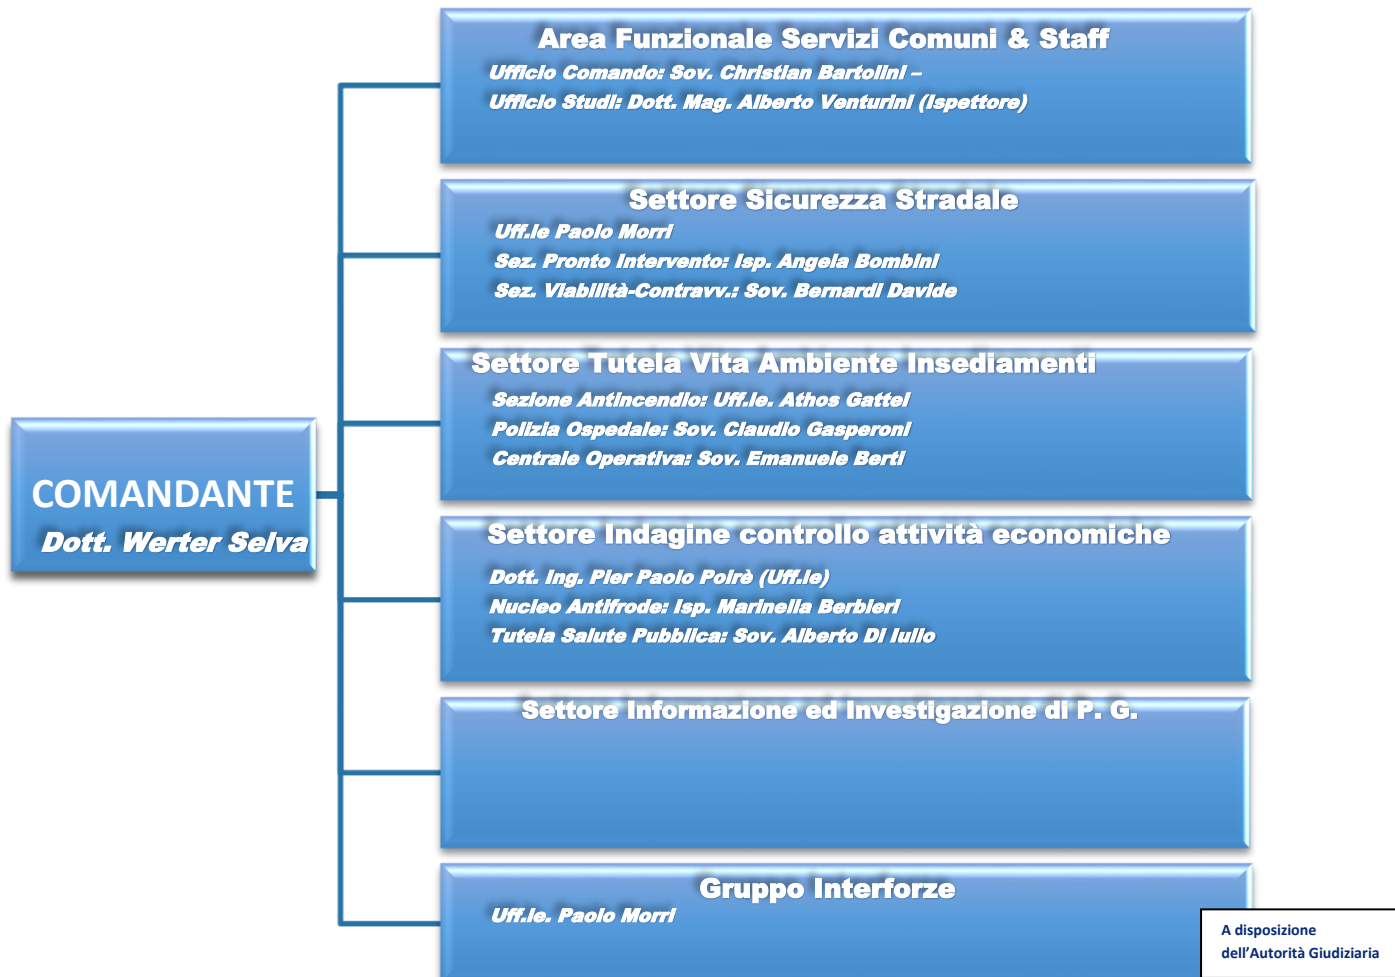 Area Funzionale Servizi Comuni & Staff
Ufficio Comando: Sov. Christian Bartolini –
Ufficio Studi: Dott. Mag. Alberto Venturini (Ispettore)
Settore Sicurezza Stradale
Uff.le Paolo Morri
Sez. Pronto Intervento: Isp. Angela Bombini
Sez. Viabilità-Contravv.: Sov. Bernardi Davide
Settore Tutela Vita Ambiente Insediamenti
Sezione Antincendio: Uff.le. Athos Gattei
Polizia Ospedale: Sov. Claudio Gasperoni
Centrale Operativa: Sov. Emanuele Berti
COMANDANTE
Dott. Werter Selva
Settore Indagine controllo attività economiche
Dott. Ing. Pier Paolo Poirè (Uff.le)
Nucleo Antifrode: Isp. Marinella Berbieri
Tutela Salute Pubblica: Sov. Alberto Di Iulio
Settore Informazione ed Investigazione di P. G.
Gruppo Interforze
Uff.le. Paolo Morri
A disposizione
dell'Autorità Giudiziaria